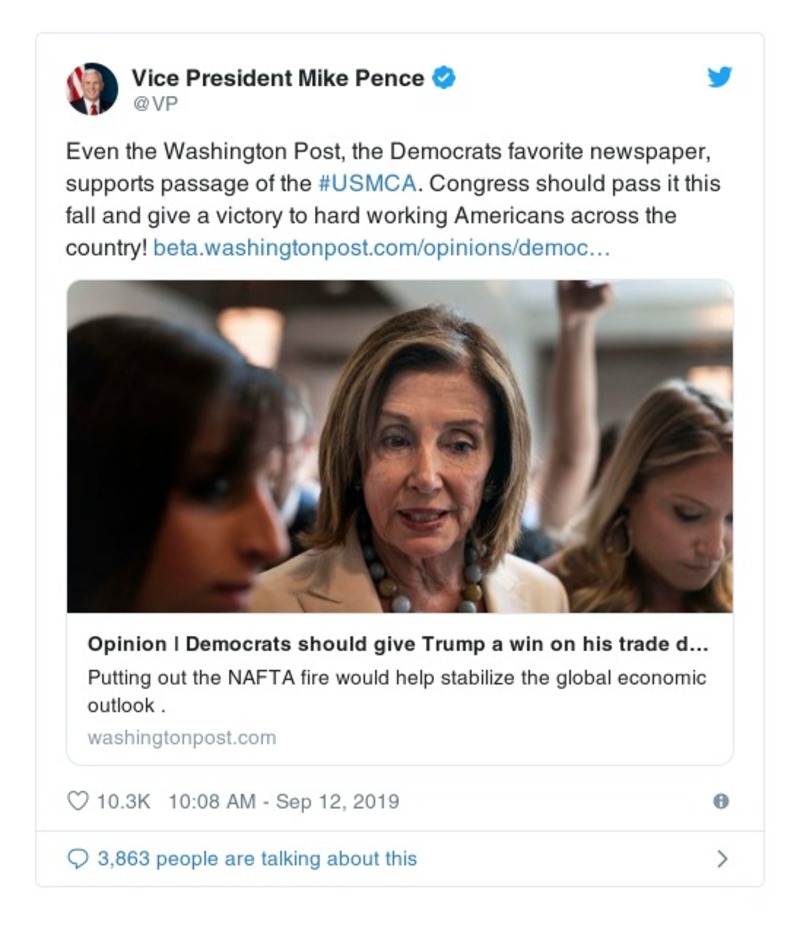 Vice President Mike Pence
@VP
Even the Washington Post, the Democrats favorite newspaper,
supports passage of the #USMCA. Congress should pass it this
fall and give a victory to hard working Americans across the
country! beta.washingtonpost.com/opinions/democ…
Opinion | Democrats should give Trump a win on his trade d...
Putting out the NAFTA fire would help stabilize the global economic
outlook .
washingtonpost.com
10.3K 10:08 AM - Sep 12, 2019
3,863 people are talking about this